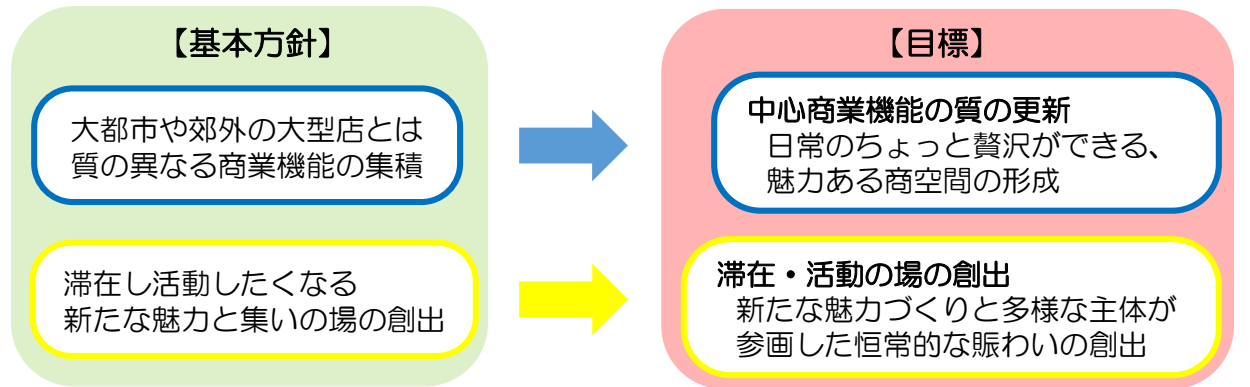 【基本方針】
大都市や郊外の大型店とは
質の異なる商業機能の集積
滞在し活動したくなる
新たな魅力と集いの場の創出
【目標】
中心商業機能の質の更新
日常のちょっと贅沢ができる、
魅力ある商空間の形成
滞在・活動の場の創出
新たな魅力づくりと多様な主体が
参画した恒常的な賑わいの創出